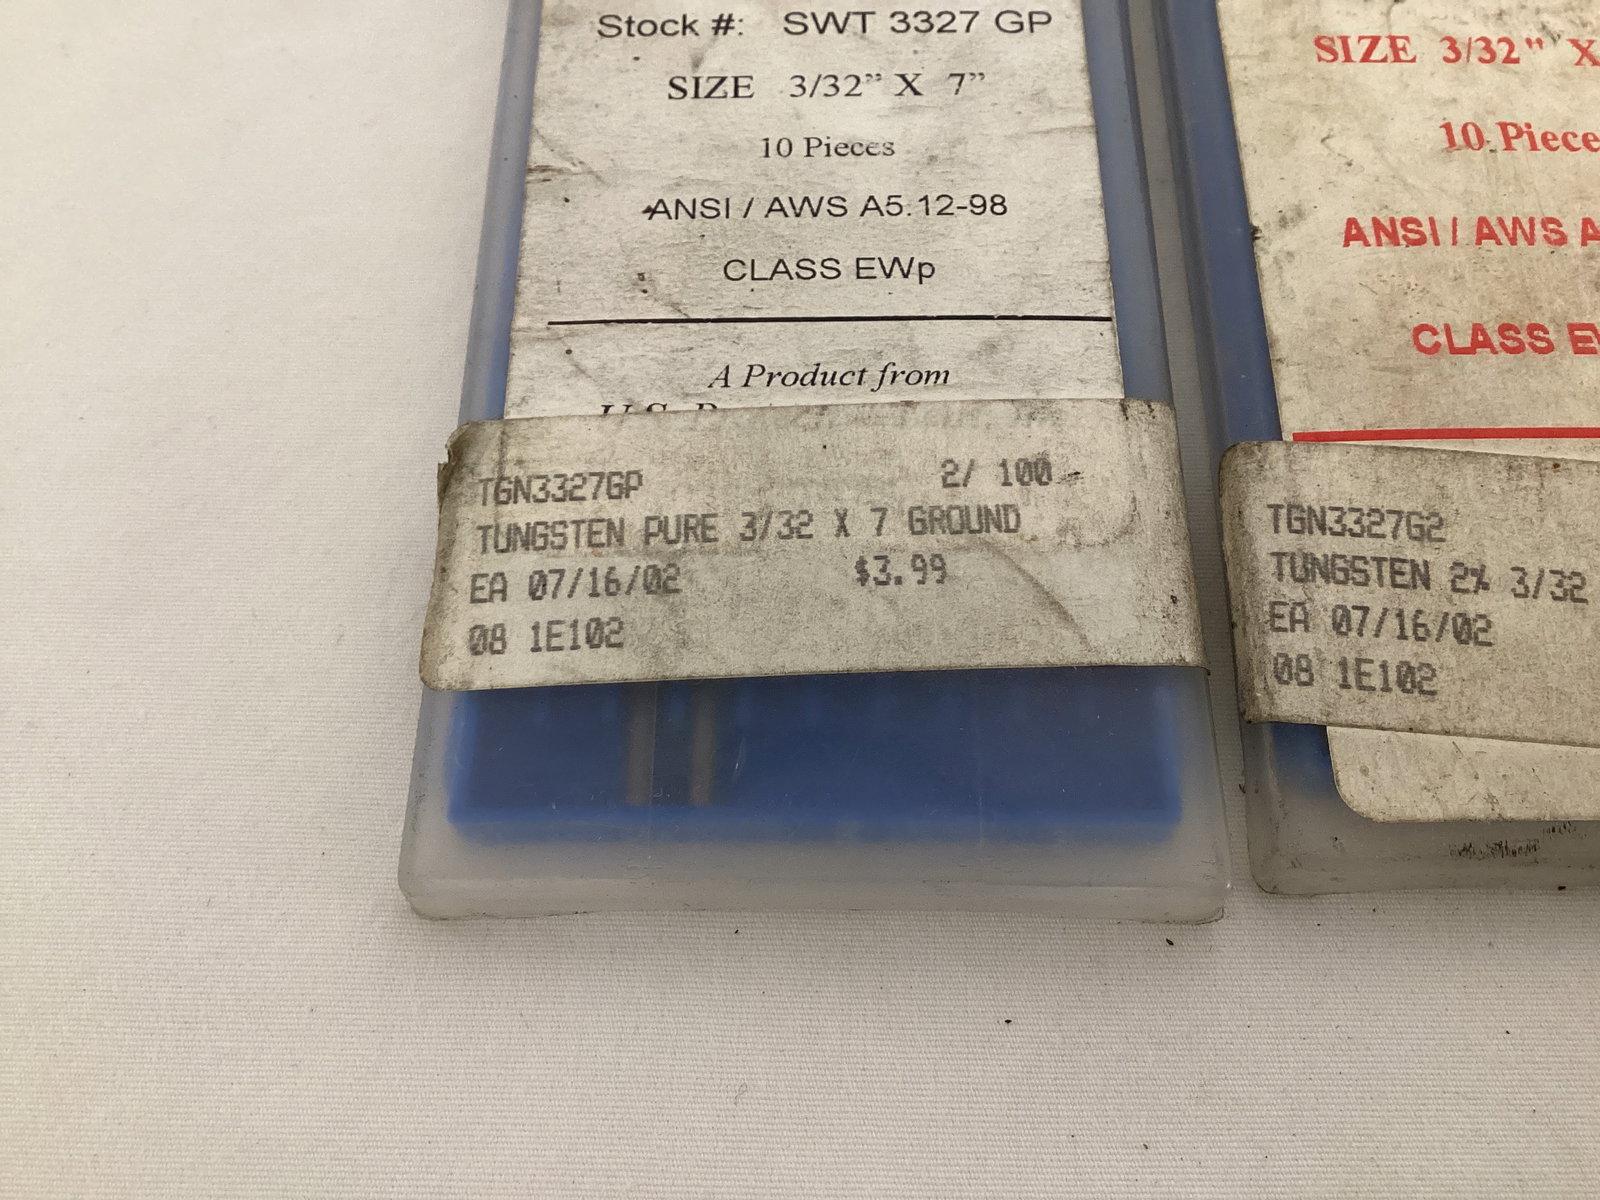 Stock #: SWT 3327 GP
SIZE 3/32" X 7"
10 Pieces
ANSI / AWS A5.12-98
CLASS EWp
A Product from
U.S.
TGN3327GP 2/ 100
TUNGSTEN PURE 3/32 X 7 GROUND
EA 07/16/02 $3.99
08 1E102
SIZE 3/32" X
10 Piece
ANSI / AWS A
CLASS EW
TGN3327G2
TUNGSTEN 2% 3/32
EA 07/16/02
08 1E102